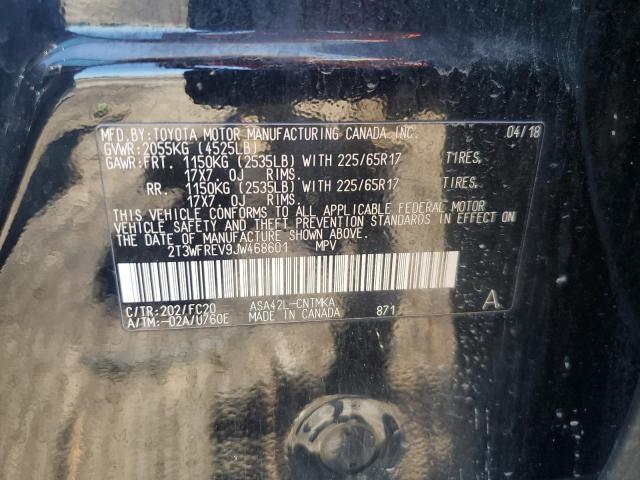 MFD.BY:TOYOTA MOTOR MANUFACTURING CANADA,INC. 04/18
GVWR:2055KG (4525LB)
GAWR:FRT. 1150KG (2535LB) WITH 225/65R17 TIRES,
17X7.0J RIMS.
RR. 1150KG (2535LB) WITH 225/65R17 TIRES,
17X7.0J RIMS.
THIS VEHICLE CONFORMS TO ALL APPLICABLE FEDERAL MOTOR
VEHICLE SAFETY AND THEFT PREVENTION STANDARDS IN EFFECT ON
THE DATE OF MANUFACTURE SHOWN ABOVE.
2T3WFREV9JW468601 MPV
C/TR:202/FC20 ASA42L-CNTMKA
A/TM:-02A/U760E MADE IN CANADA 871 A